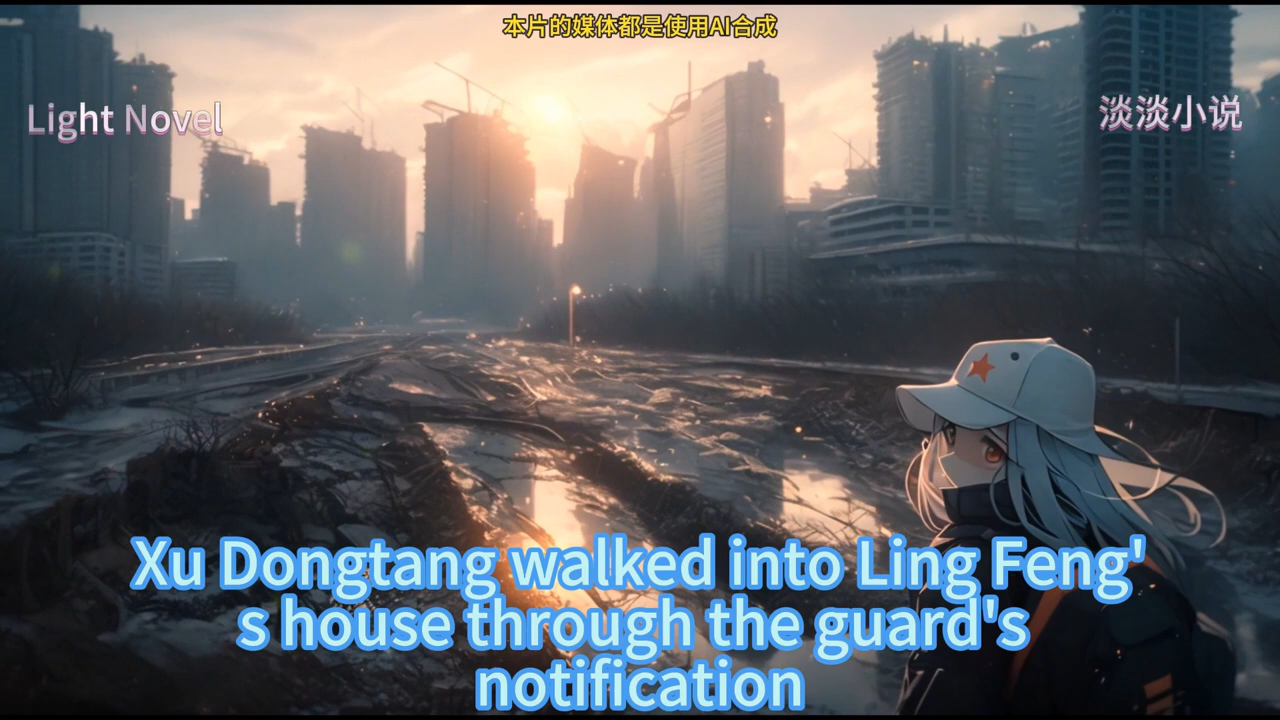 本片的媒体都是使用AI合成
Light Novel
淡淡小说
Xu Dongtang walked into Ling Feng'
s house through the guard's
notification